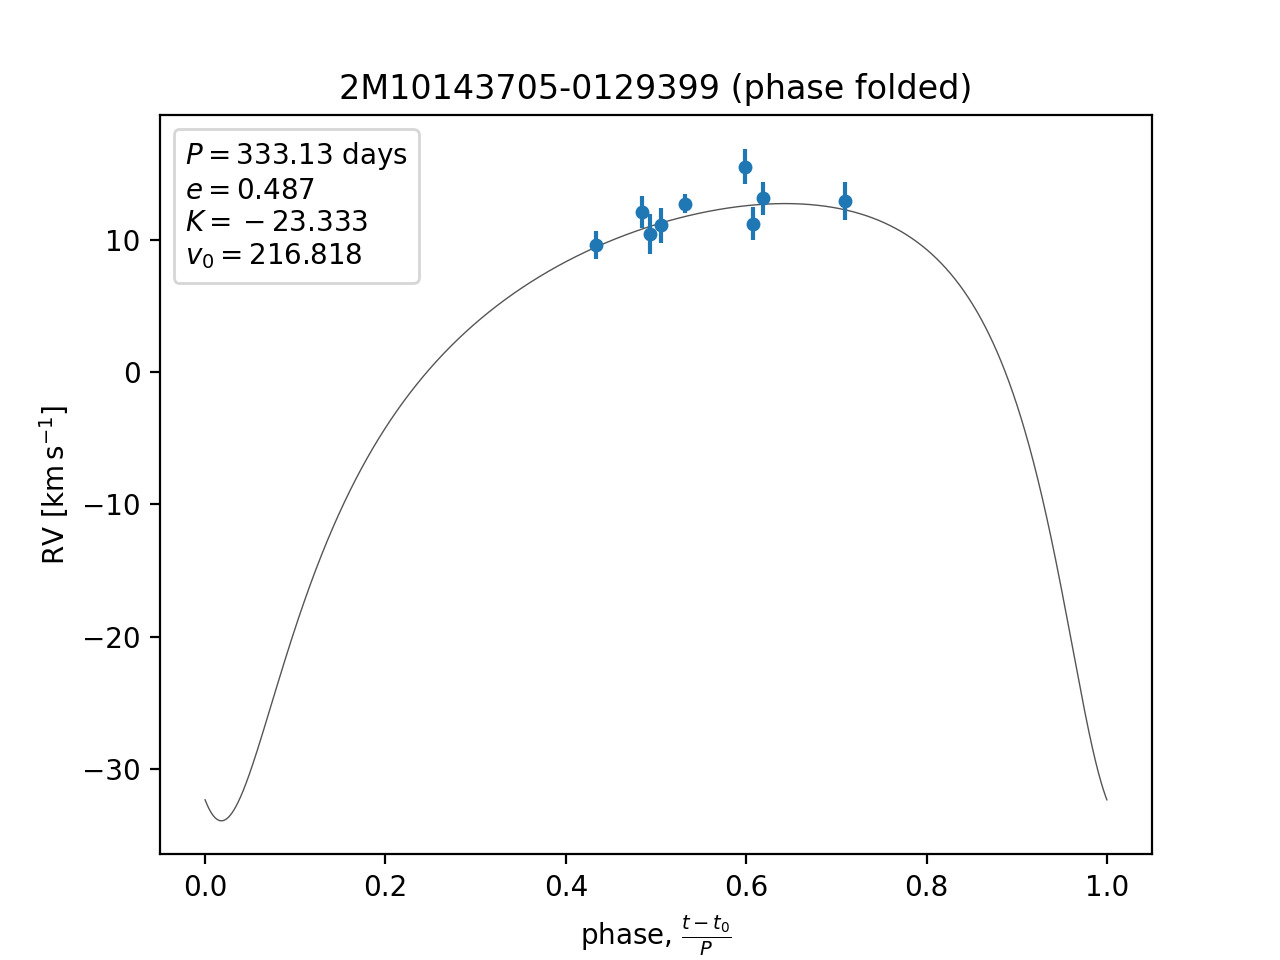 2M10143705-0129399 (phase folded)
P = 333.13 days
e = 0.487
K = −23.333
v₀ = 216.818
10
0
−10
−20
−30
RV [km s⁻¹]
0.0 0.2 0.4 0.6 0.8 1.0
phase, (t − t₀)/P